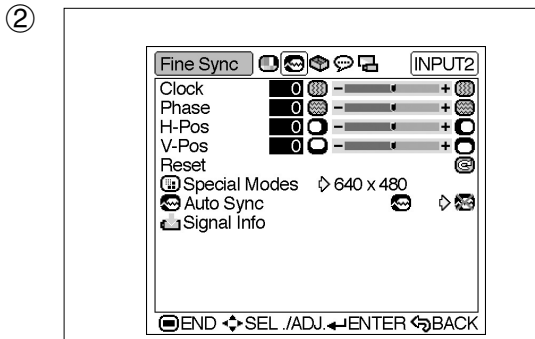 ②
Fine Sync INPUT2
Clock 0 - +
Phase 0 - +
H-Pos 0 - +
V-Pos 0 - +
Reset
Special Modes 640 x 480
Auto Sync
Signal Info
END SEL ./ADJ. ENTER BACK